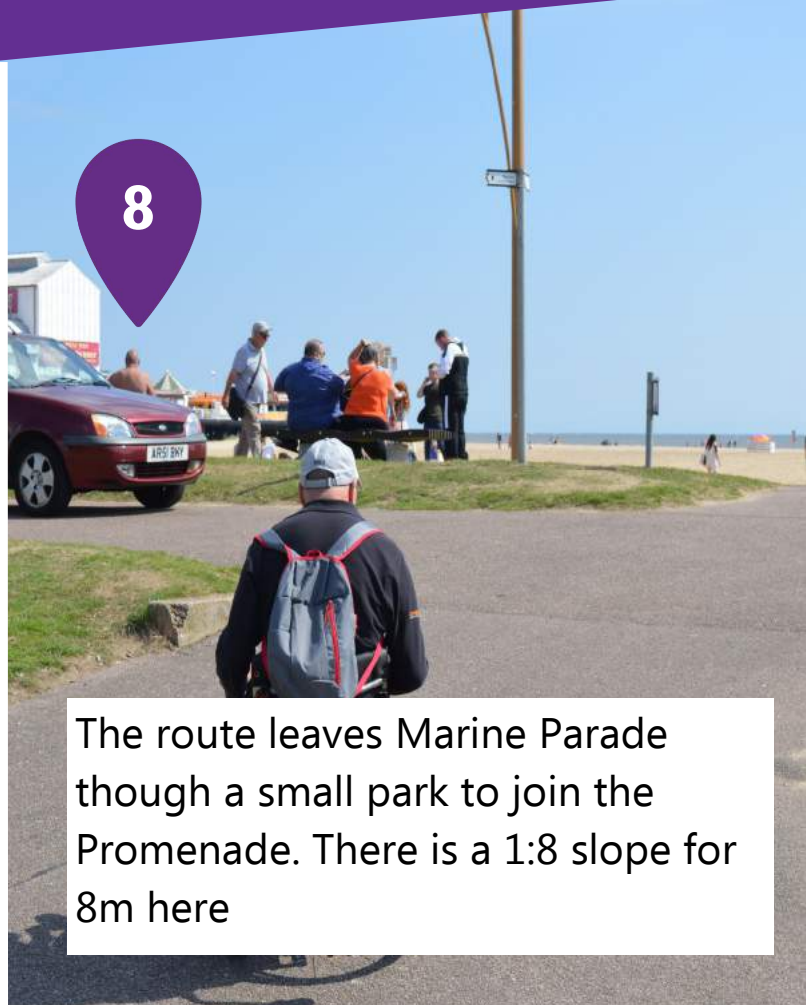 8
AR51 BNY
The route leaves Marine Parade
though a small park to join the
Promenade. There is a 1:8 slope for
8m here